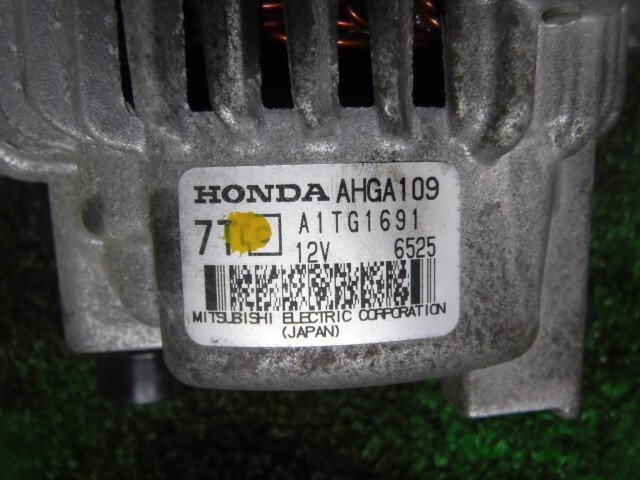 HONDA AHGA109
A1TG1691
12V 6525
MITSUBISHI ELECTRIC CORPORATION
(JAPAN)